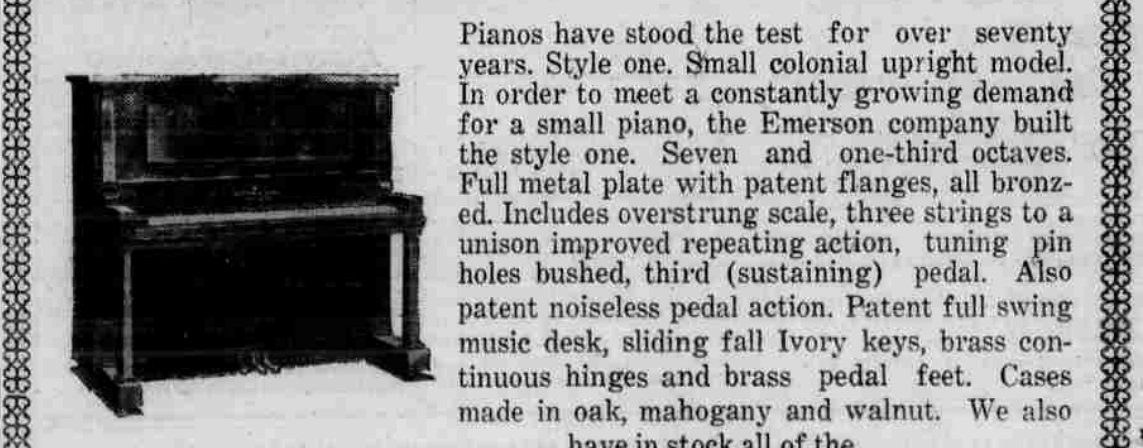 Pianos have stood the test for over seventy
years. Style one. Small colonial upright model.
In order to meet a constantly growing demand
for a small piano, the Emerson company built
the style one. Seven and one-third octaves.
Full metal plate with patent flanges, all bronz-
ed. Includes overstrung scale, three strings to a
unison improved repeating action, tuning pin
holes bushed, third (sustaining) pedal. Also
patent noiseless pedal action. Patent full swing
music desk, sliding fall Ivory keys, brass con-
tinuous hinges and brass pedal feet. Cases
made in oak, mahogany and walnut. We also
have in stock all of the